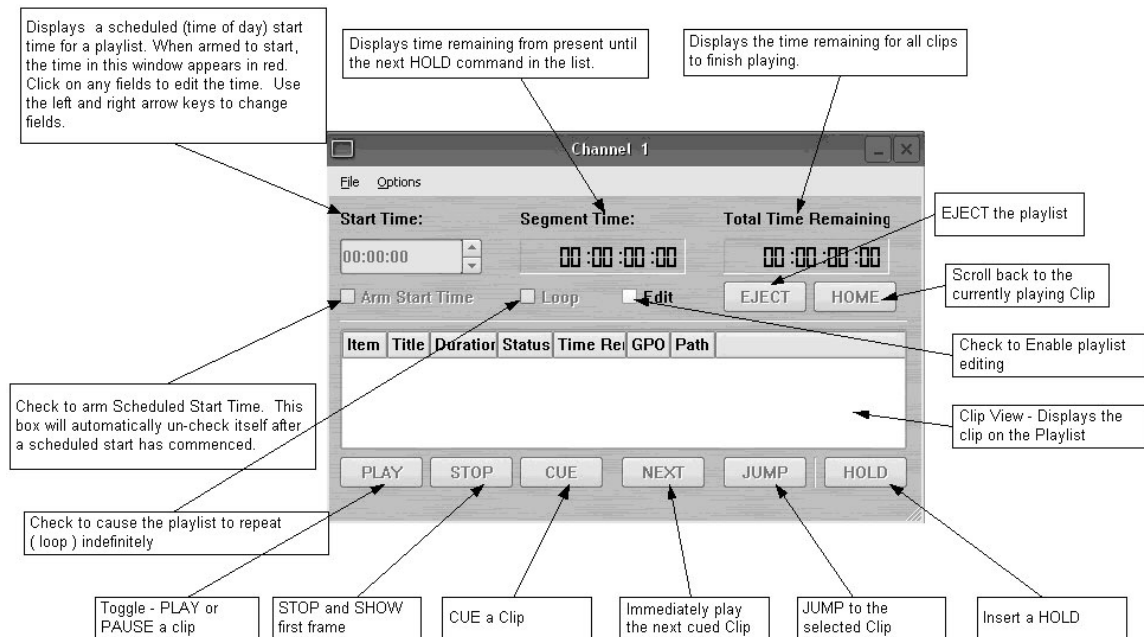 Displays a scheduled (time of day) start
time for a playlist. When armed to start,
the time in this window appears in red.
Click on any fields to edit the time. Use
the left and right arrow keys to change
fields.
Displays time remaining from present until
the next HOLD command in the list.
Displays the time remaining for all clips
to finish playing.
Channel 1
File Options
Start Time: Segment Time: Total Time Remaining
00:00:00 00:00:00:00 00:00:00:00
Arm Start Time Loop Edit EJECT HOME
EJECT the playlist
Scroll back to the
currently playing Clip
Item Title Duration Status Time Rei GPO Path
Check to Enable playlist
editing
Check to arm Scheduled Start Time. This
box will automatically un-check itself after
a scheduled start has commenced.
Clip View - Displays the
clip on the Playlist
PLAY STOP CUE NEXT JUMP HOLD
Check to cause the playlist to repeat
( loop ) indefinitely
Toggle - PLAY or
PAUSE a clip
STOP and SHOW
first frame
CUE a Clip
Immediately play
the next cued Clip
JUMP to the
selected Clip
Insert a HOLD